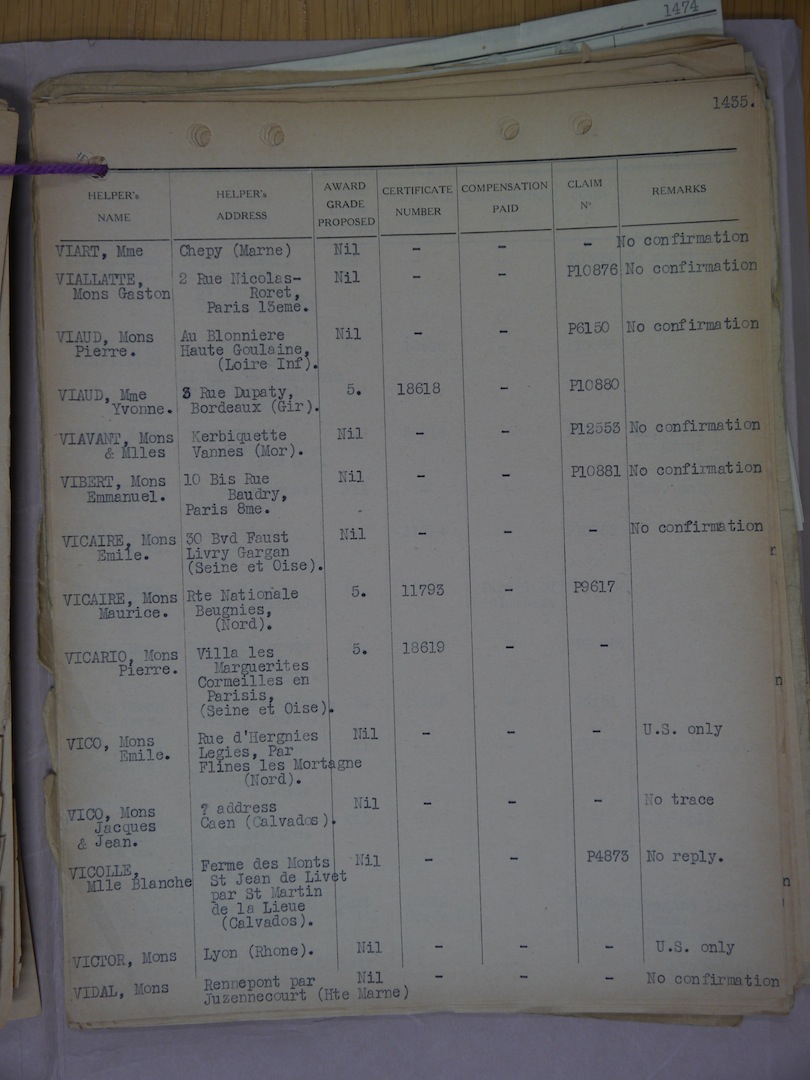 1474
1435.
HELPER's NAME | HELPER's ADDRESS | AWARD GRADE PROPOSED | CERTIFICATE NUMBER | COMPENSATION PAID | CLAIM N° | REMARKS
VIART, Mme | Chepy (Marne) | Nil | - | - | - | No confirmation
VIALLATTE, | 2 Rue Nicolas- | Nil | - | - | P10876 | No confirmation
Mons Gaston | Roret,
Paris 13eme.
VIAUD, Mons | Au Blonniere | Nil | - | - | P6150 | No confirmation
Pierre. | Haute Goulaine,
(Loire Inf).
VIAUD, Mme | 3 Rue Dupaty, | 5. | 18618 | - | P10880
Yvonne. | Bordeaux (Gir).
VIAVANT, Mons | Kerbiquette | Nil | - | - | P12553 | No confirmation
& Mlles | Vannes (Mor).
VIBERT, Mons | 10 Bis Rue | Nil | - | - | P10881 | No confirmation
Emmanuel. | Baudry,
Paris 8me.
VICAIRE, Mons | 30 Bvd Faust | Nil | - | - | - | No confirmation
Emile. | Livry Gargan
(Seine et Oise).
VICAIRE, Mons | Rte Nationale | 5. | 11793 | - | P9617
Maurice. | Beugnies,
(Nord).
VICARIO, Mons | Villa les | 5. | 18619 | - | -
Pierre. | Marguerites
Cormeilles en
Parisis,
(Seine et Oise).
VICO, Mons | Rue d'Hergnies | Nil | - | - | - | U.S. only
Emile. | Legies, Par
Flines les Mortagne
(Nord).
VICO, Mons | ? address | Nil | - | - | - | No trace
Jacques | Caen (Calvados).
& Jean.
VICOLLE, | Ferme des Monts | Nil | - | - | P4873 | No reply.
Mlle Blanche | St Jean de Livet
par St Martin
de la Lieue
(Calvados).
VICTOR, Mons | Lyon (Rhone). | Nil | - | - | - | U.S. only
VIDAL, Mons | Rennepont par | Nil | - | - | - | No confirmation
Juzennecourt (Hte Marne)